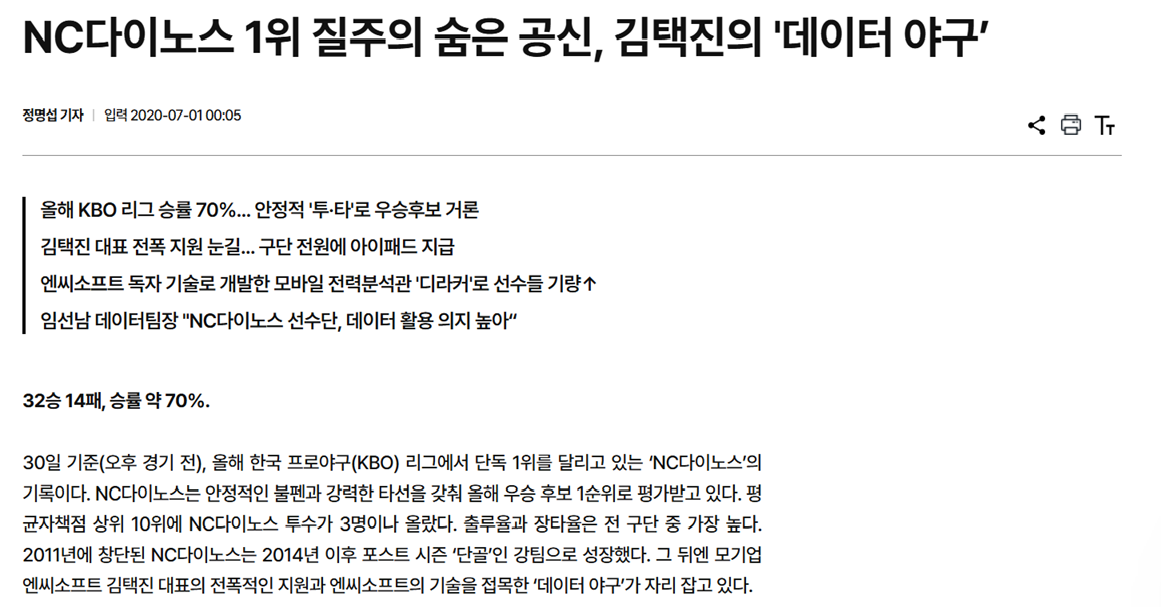 NC다이노스 1위 질주의 숨은 공신, 김택진의 '데이터 야구’
정명섭 기자 | 입력 2020-07-01 00:05
올해 KBO 리그 승률 70%... 안정적 '투·타'로 우승후보 거론
김택진 대표 전폭 지원 눈길... 구단 전원에 아이패드 지급
엔씨소프트 독자 기술로 개발한 모바일 전력분석관 '디라커'로 선수들 기량↑
임선남 데이터팀장 "NC다이노스 선수단, 데이터 활용 의지 높아“
32승 14패, 승률 약 70%.
30일 기준(오후 경기 전), 올해 한국 프로야구(KBO) 리그에서 단독 1위를 달리고 있는 ‘NC다이노스’의
기록이다. NC다이노스는 안정적인 불펜과 강력한 타선을 갖춰 올해 우승 후보 1순위로 평가받고 있다. 평
균자책점 상위 10위에 NC다이노스 투수가 3명이나 올랐다. 출루율과 장타율은 전 구단 중 가장 높다.
2011년에 창단된 NC다이노스는 2014년 이후 포스트 시즌 ‘단골’인 강팀으로 성장했다. 그 뒤엔 모기업
엔씨소프트 김택진 대표의 전폭적인 지원과 엔씨소프트의 기술을 접목한 ‘데이터 야구’가 자리 잡고 있다.